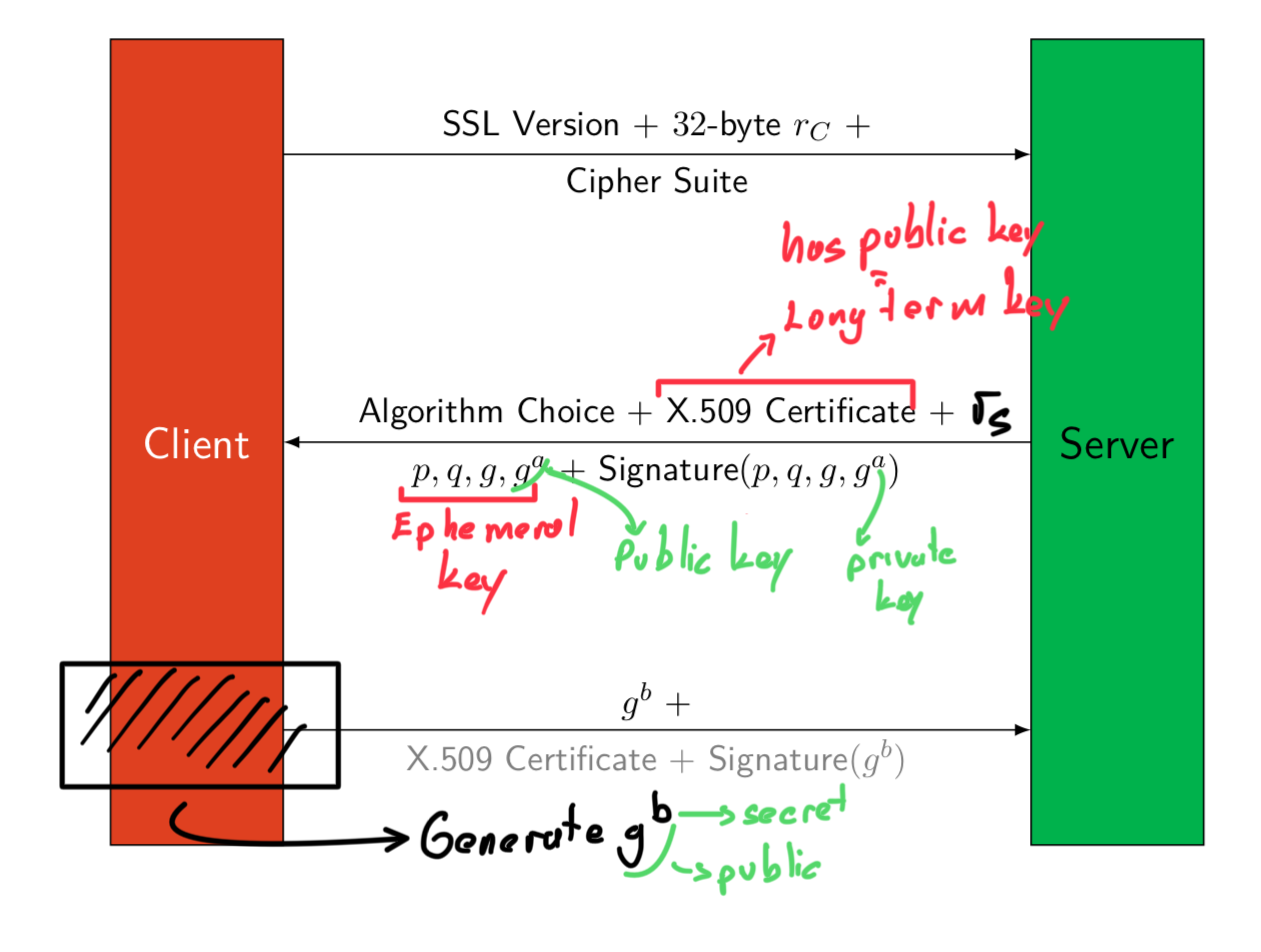 SSL Version + 32-byte r_C +
Cipher Suite
has public key
=
Long term key
Algorithm Choice + X.509 Certificate + r_S
Client
Server
p, q, g, g^a + Signature(p, q, g, g^a)
Ephemeral
key
Public key
private
key
g^b +
X.509 Certificate + Signature(g^b)
Generate g^b → secret
→ public